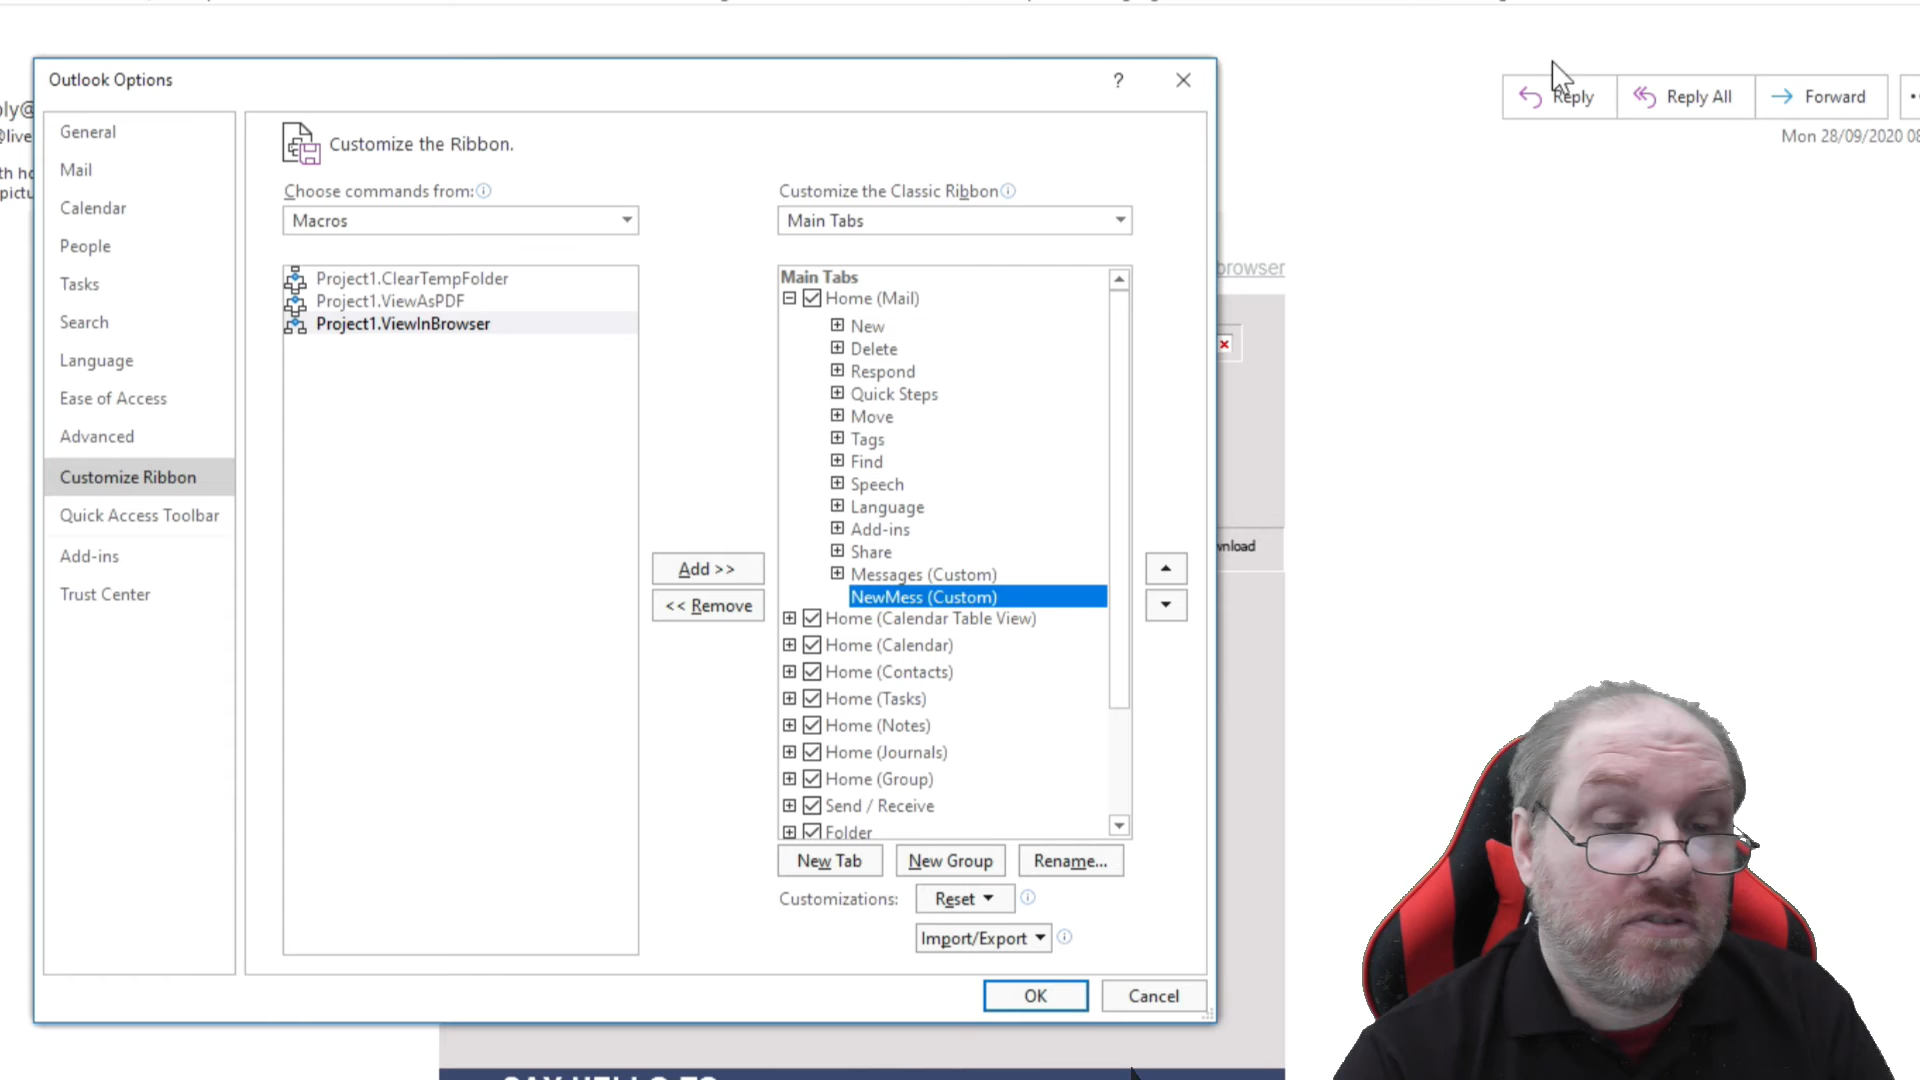 Outlook Options
?
Reply
Reply All
Forward
Mon 28/09/2020
ply@
@live
General
Mail
Calendar
People
Tasks
Search
Language
Ease of Access
Advanced
Customize Ribbon
Quick Access Toolbar
Add-ins
Trust Center
Customize the Ribbon.
Choose commands from:
Macros
Project1.ClearTempFolder
Project1.ViewAsPDF
Project1.ViewInBrowser
Add >>
<< Remove
Customize the Classic Ribbon
Main Tabs
Main Tabs
Home (Mail)
New
Delete
Respond
Quick Steps
Move
Tags
Find
Speech
Language
Add-ins
Share
Messages (Custom)
NewMess (Custom)
Home (Calendar Table View)
Home (Calendar)
Home (Contacts)
Home (Tasks)
Home (Notes)
Home (Journals)
Home (Group)
Send / Receive
Folder
New Tab
New Group
Rename...
Customizations:
Reset
Import/Export
OK
Cancel
browser
wnload